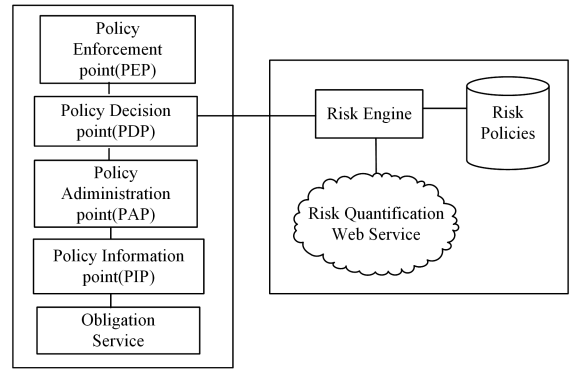 Policy
Enforcement
point(PEP)
Policy Decision
point(PDP)
Policy
Adiministration
point(PAP)
Policy Information
point(PIP)
Obligation
Service
Risk Engine
Risk
Policies
Risk Quantification
Web Service